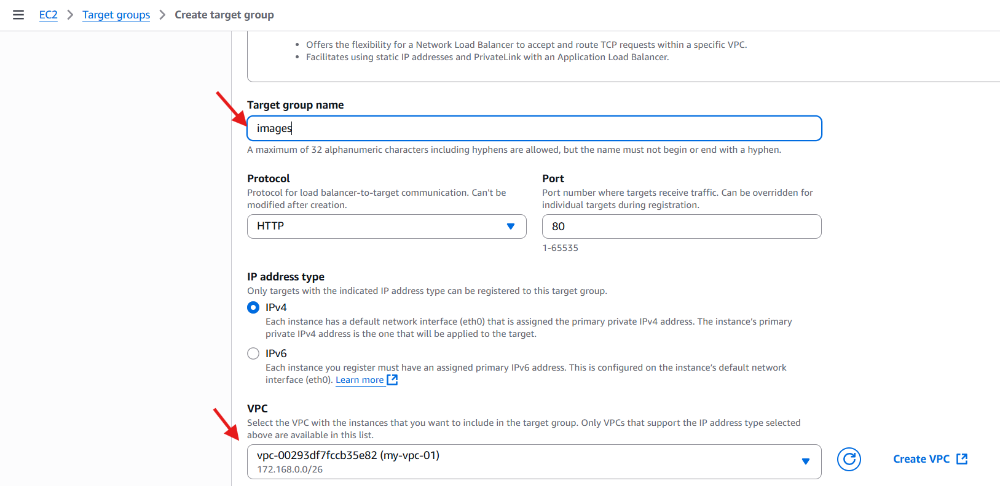 EC2 > Target groups > Create target group
• Offers the flexibility for a Network Load Balancer to accept and route TCP requests within a specific VPC.
• Facilitates using static IP addresses and PrivateLink with an Application Load Balancer.
Target group name
images
A maximum of 32 alphanumeric characters including hyphens are allowed, but the name must not begin or end with a hyphen.
Protocol
Protocol for load balancer-to-target communication. Can't be
modified after creation.
HTTP
Port
Port number where targets receive traffic. Can be overridden for
individual targets during registration.
80
1-65535
IP address type
Only targets with the indicated IP address type can be registered to this target group.
IPv4
Each instance has a default network interface (eth0) that is assigned the primary private IPv4 address. The instance’s primary
private IPv4 address is the one that will be applied to the target.
IPv6
Each instance you register must have an assigned primary IPv6 address. This is configured on the instance’s default network
interface (eth0). Learn more
VPC
Select the VPC with the instances that you want to include in the target group. Only VPCs that support the IP address type selected
above are available in this list.
vpc-00293df7fccb35e82 (my-vpc-01)
172.168.0.0/26
Create VPC